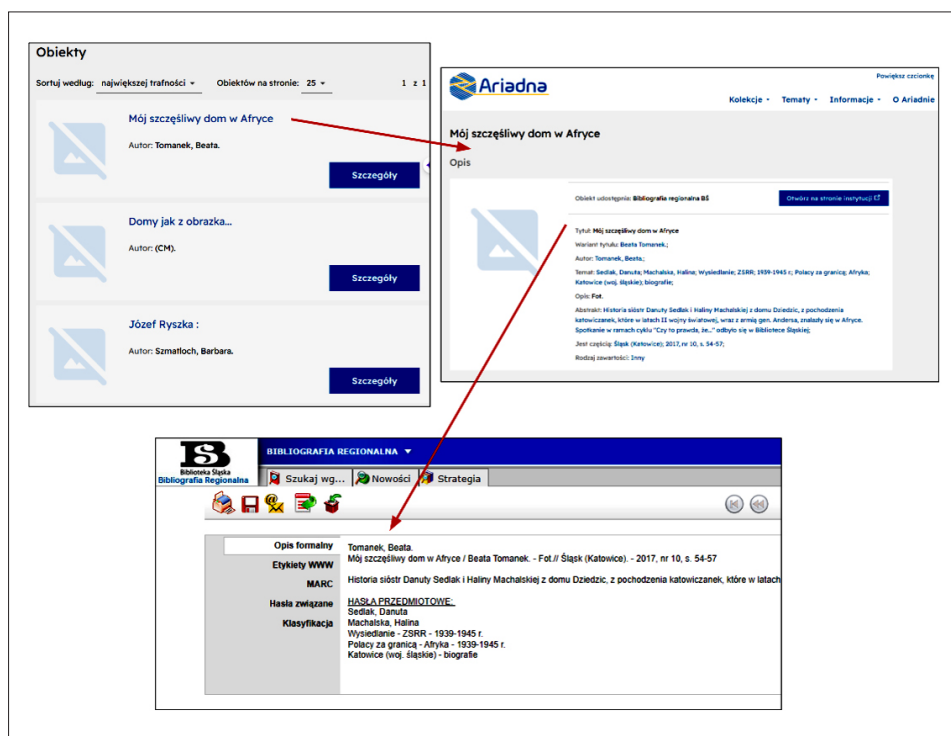 Obiekty
Sortuj według: największej trafności Obiektów na stronie: 25 1 z 1
Mój szczęśliwy dom w Afryce
Autor: Tomanek, Beata.
Szczegóły
Domy jak z obrazka...
Autor: (CM).
Szczegóły
Józef Ryszka :
Autor: Szmatloch, Barbara.
Szczegóły
Powiększ czcionkę
Ariadna
Kolekcje Tematy Informacje O Ariadnie
Mój szczęśliwy dom w Afryce
Opis
Obiekt udostępnia: Bibliografia regionalna BŚ Otwórz na stronie instytucji
Tytuł: Mój szczęśliwy dom w Afryce
Wariant tytułu: Beata Tomanek.;
Autor: Tomanek, Beata.;
Temat: Sedlak, Danuta; Machalska, Halina; Wysiedlanie; ZSRR; 1939-1945 r.; Polacy za granicą; Afryka;
Katowice (woj. śląskie); biografie;
Opis: Fot.
Abstrakt: Historia sióstr Danuty Sedlak i Haliny Machalskiej z domu Dziedzic, z pochodzenia
katowiczanek, które w latach II wojny światowej, wraz z armią gen. Andersa, znalazły się w Afryce.
Spotkanie w ramach cyklu "Czy to prawda, że..." odbyło się w Bibliotece Śląskiej;
Jest częścią: Śląsk (Katowice); 2017, nr 10, s. 54-57;
Rodzaj zawartości: Inny
BŚ
Biblioteka Śląska
Bibliografia Regionalna
BIBLIOGRAFIA REGIONALNA
Szukaj wg... Nowości Strategia
Opis formalny
Etykiety WWW
MARC
Hasła związane
Klasyfikacja
Tomanek, Beata.
Mój szczęśliwy dom w Afryce / Beata Tomanek. - Fot.// Śląsk (Katowice). - 2017, nr 10, s. 54-57
Historia sióstr Danuty Sedlak i Haliny Machalskiej z domu Dziedzic, z pochodzenia katowiczanek, które w latach
HASŁA PRZEDMIOTOWE:
Sedlak, Danuta
Machalska, Halina
Wysiedlanie - ZSRR - 1939-1945 r.
Polacy za granicą - Afryka - 1939-1945 r.
Katowice (woj. śląskie) - biografie